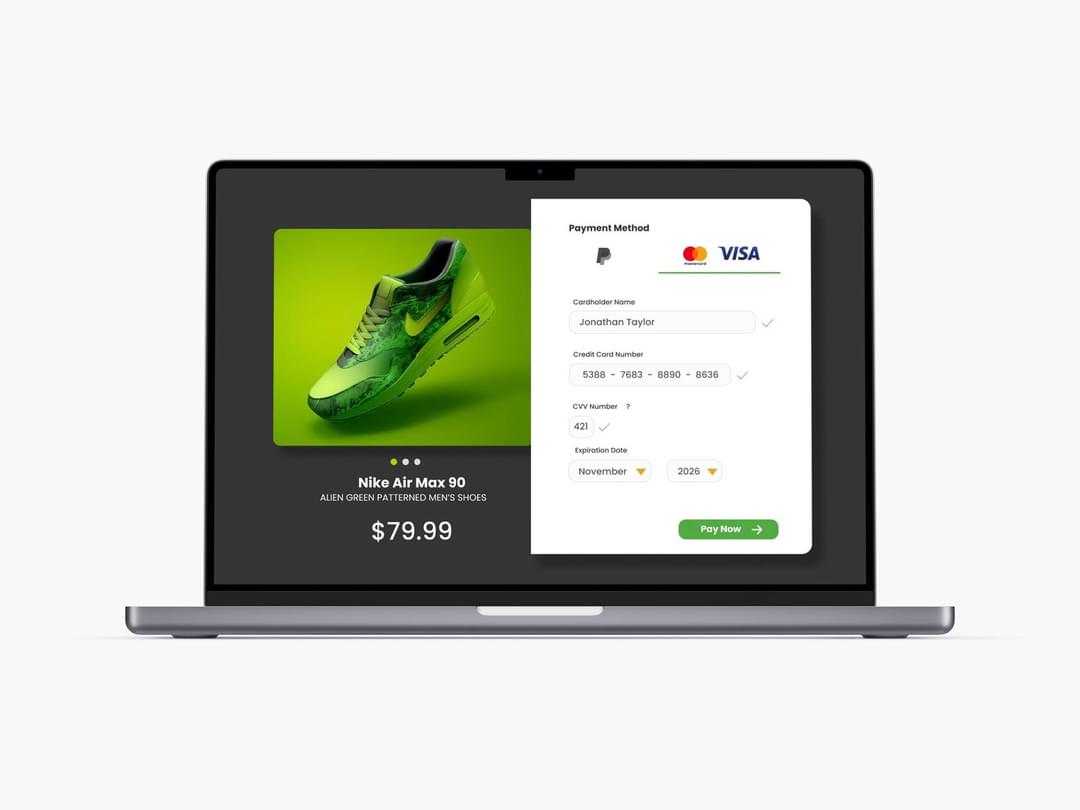 Nike Air Max 90
ALIEN GREEN PATTERNED MEN'S SHOES
$79.99
Payment Method
mastercard VISA
Cardholder Name
Jonathan Taylor
Credit Card Number
5388 - 7683 - 8890 - 8636
CVV Number ?
421
Expiration Date
November 2026
Pay Now